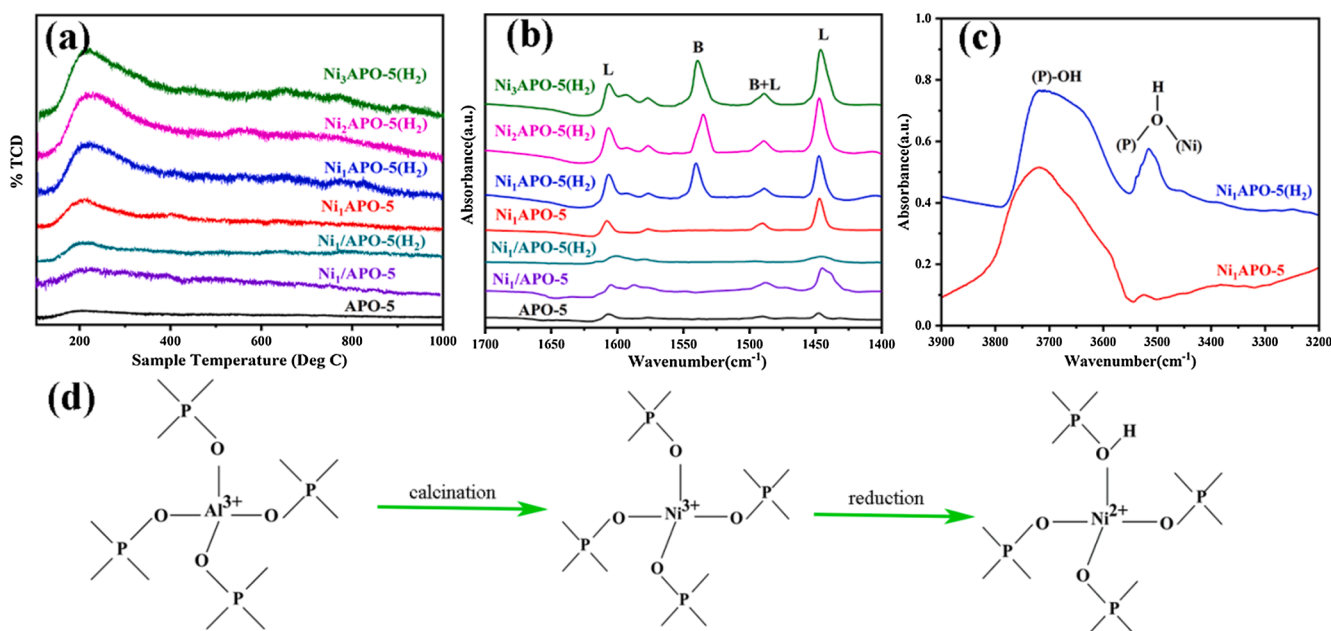 (a)
Ni₃APO-5(H₂)
Ni₂APO-5(H₂)
Ni₁APO-5(H₂)
Ni₁APO-5
Ni₁/APO-5(H₂)
Ni₁/APO-5
APO-5
% TCD
200 400 600 800 1000
Sample Temperature (Deg C)
(b)
L B B+L L
Ni₃APO-5(H₂)
Ni₂APO-5(H₂)
Ni₁APO-5(H₂)
Ni₁APO-5
Ni₁/APO-5(H₂)
Ni₁/APO-5
APO-5
Absorbance(a.u.)
1700 1650 1600 1550 1500 1450 1400
Wavenumber(cm⁻¹)
(c)
(P)-OH
H
O
(P) (Ni)
Ni₁APO-5(H₂)
Ni₁APO-5
Absorbance(a.u.)
1.0
0.8
0.6
0.4
0.2
0.0
3900 3800 3700 3600 3500 3400 3300 3200
Wavenumber(cm⁻¹)
(d)
P
O
P O Al³⁺ O P
O
P
calcination
P
O
P O Ni³⁺ O P
O
P
reduction
P
O H
P O Ni²⁺ O P
O
P